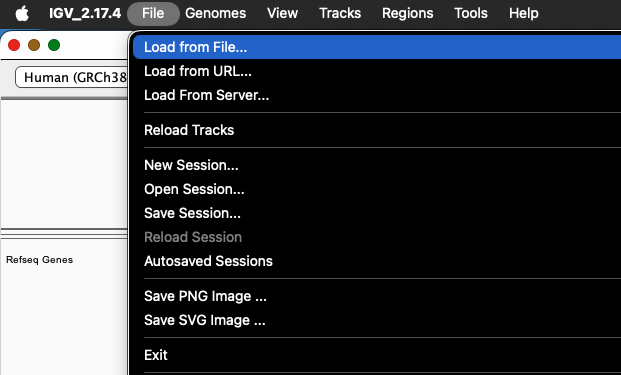 IGV_2.17.4 File Genomes View Tracks Regions Tools Help
Human (GRCh38
Load from File...
Load from URL...
Load From Server...
Reload Tracks
New Session...
Open Session...
Save Session...
Reload Session
Autosaved Sessions
Refseq Genes
Save PNG Image ...
Save SVG Image ...
Exit